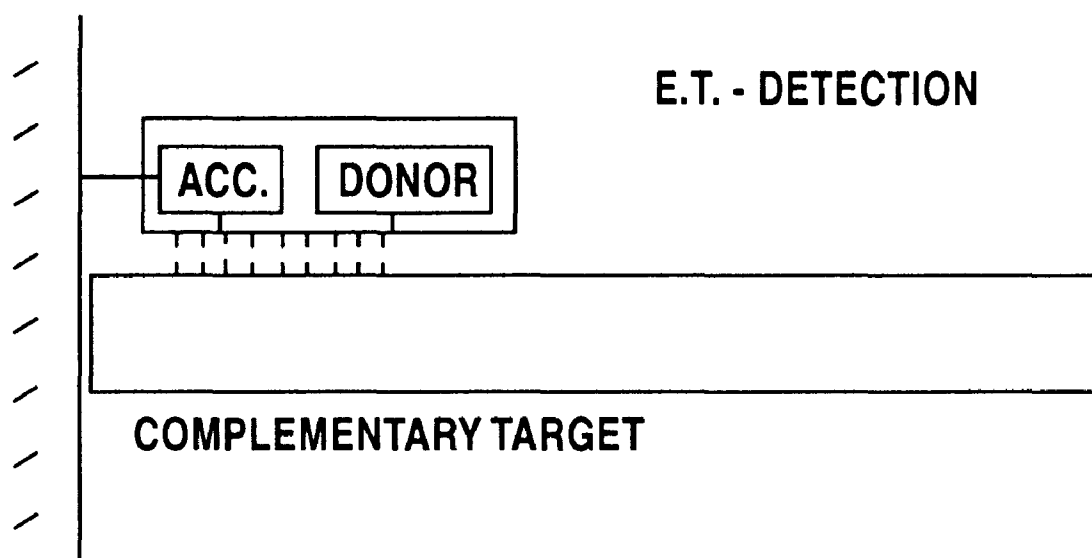 E.T. - DETECTION
ACC. DONOR
COMPLEMENTARY TARGET